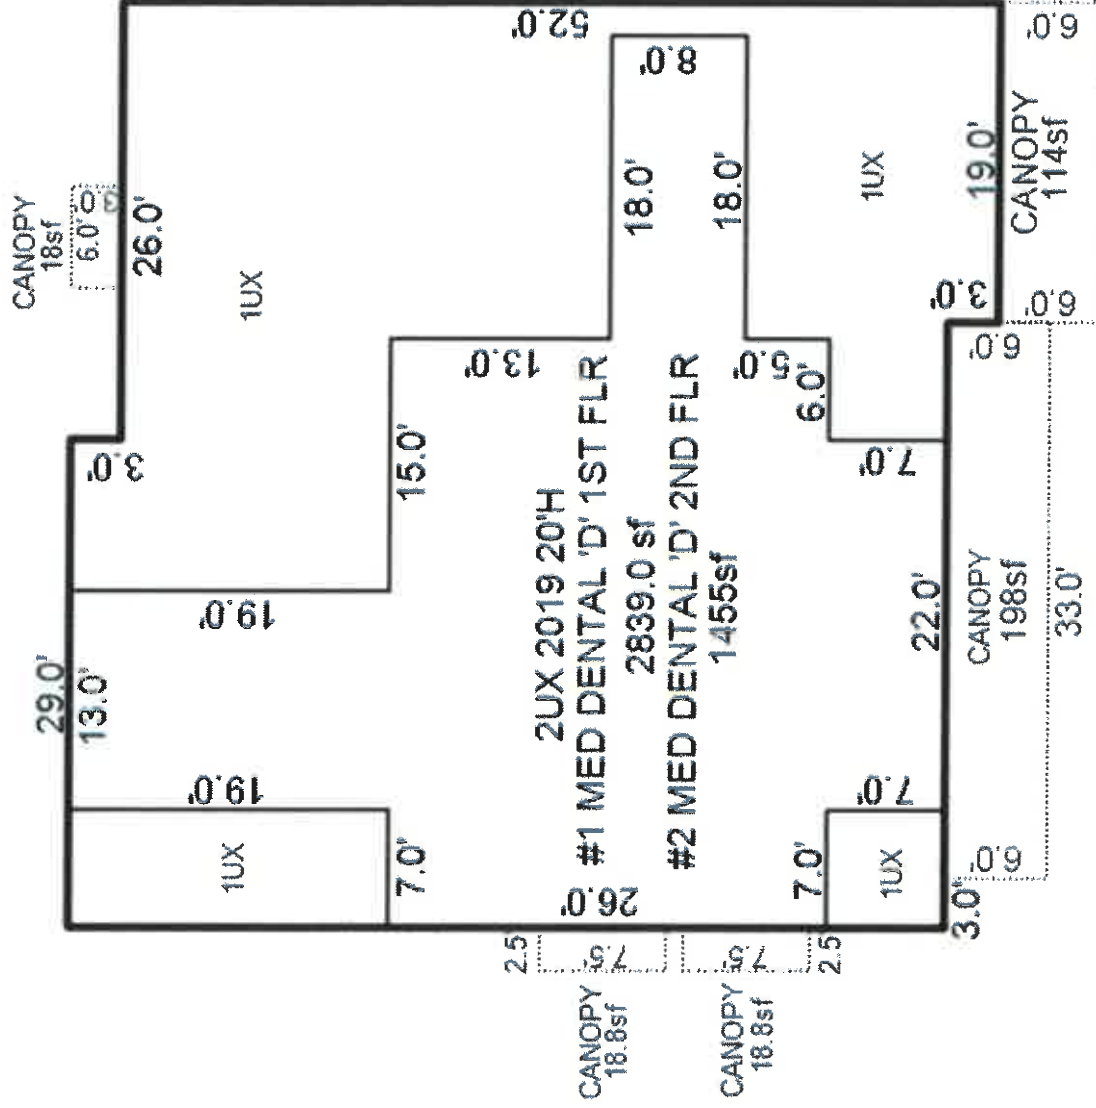 52.0'
CANOPY
18sf
6.0'
3.0
26.0'
1UX
8.0'
18.0'
18.0'
1UX
19.0'
6.0'
CANOPY
114sf
3.0'
6.0'
6.0'
3.0'
13.0'
15.0'
5.0'
6.0'
7.0'
29.0'
13.0'
19.0'
19.0'
2UX 2019 20'H
#1 MED DENTAL 'D' 1ST FLR
2839.0 sf
#2 MED DENTAL 'D' 2ND FLR
1455sf
22.0'
CANOPY
198sf
33.0'
1UX
7.0'
26.0'
7.0'
7.0'
1UX
6.0'
3.0'
2.5
7.5'
7.5'
2.5
CANOPY
18.8sf
CANOPY
18.8sf